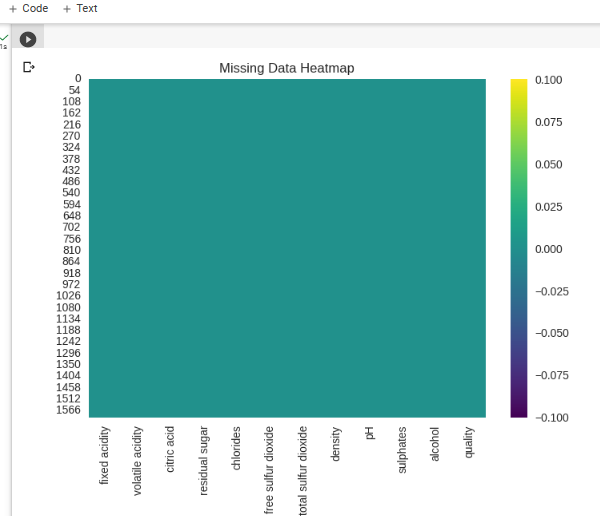 + Code + Text
1s
Missing Data Heatmap
0
54
108
162
216
270
324
378
432
486
540
594
648
702
756
810
864
918
972
1026
1080
1134
1188
1242
1296
1350
1404
1458
1512
1566
0.100
0.075
0.050
0.025
0.000
−0.025
−0.050
−0.075
−0.100
fixed acidity
volatile acidity
citric acid
residual sugar
chlorides
free sulfur dioxide
total sulfur dioxide
density
pH
sulphates
alcohol
quality